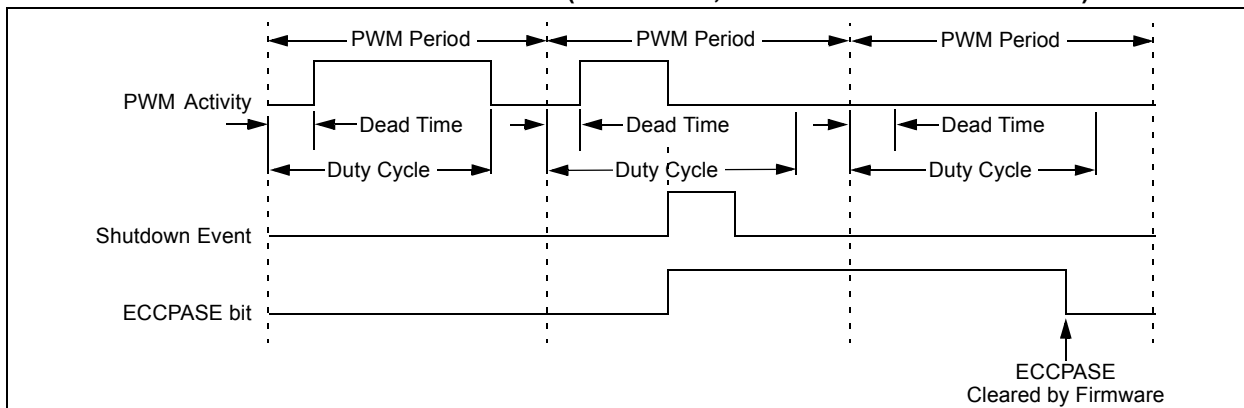 PWM Period PWM Period PWM Period
PWM Activity
Dead Time Dead Time Dead Time
Duty Cycle Duty Cycle Duty Cycle
Shutdown Event
ECCPASE bit
ECCPASE
Cleared by Firmware